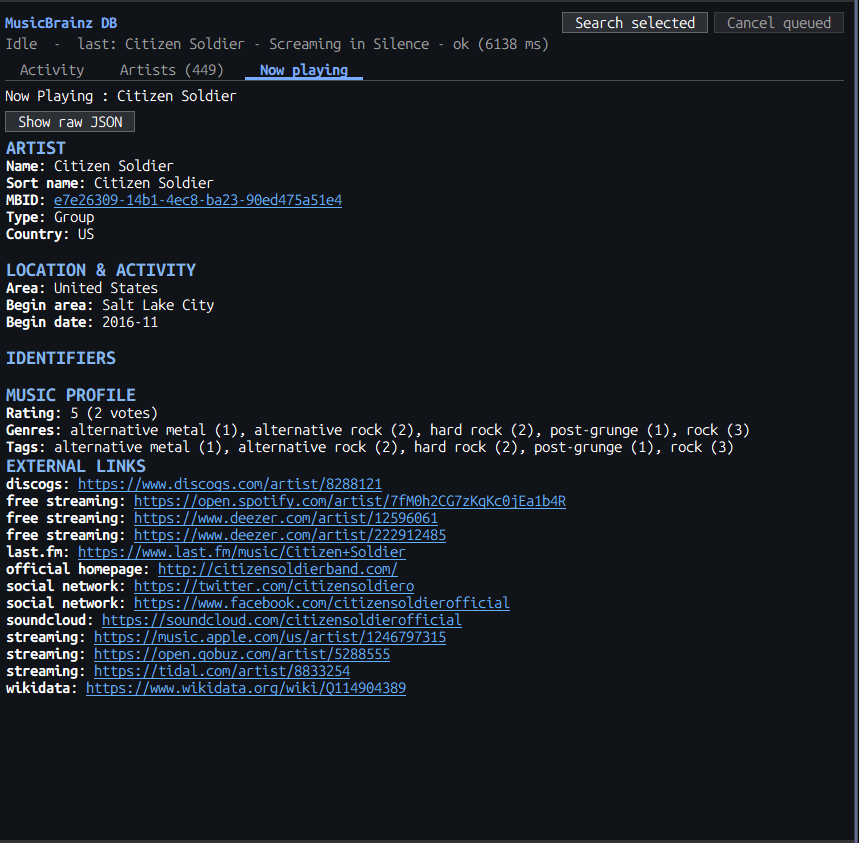 MusicBrainz DB
Search selected
Cancel queued
Idle - last: Citizen Soldier - Screaming in Silence - ok (6138 ms)
Activity
Artists (449)
Now playing
Now Playing : Citizen Soldier
Show raw JSON
ARTIST
Name: Citizen Soldier
Sort name: Citizen Soldier
MBID: e7e26309-14b1-4ec8-ba23-90ed475a51e4
Type: Group
Country: US
LOCATION & ACTIVITY
Area: United States
Begin area: Salt Lake City
Begin date: 2016-11
IDENTIFIERS
MUSIC PROFILE
Rating: 5 (2 votes)
Genres: alternative metal (1), alternative rock (2), hard rock (2), post-grunge (1), rock (3)
Tags: alternative metal (1), alternative rock (2), hard rock (2), post-grunge (1), rock (3)
EXTERNAL LINKS
discogs: https://www.discogs.com/artist/8288121
free streaming: https://open.spotify.com/artist/7fM0h2CG7zKqKc0jEa1b4R
free streaming: https://www.deezer.com/artist/12596061
free streaming: https://www.deezer.com/artist/222912485
last.fm: https://www.last.fm/music/Citizen+Soldier
official homepage: http://citizensoldierband.com/
social network: https://twitter.com/citizensoldiero
social network: https://www.facebook.com/citizensoldierofficial
soundcloud: https://soundcloud.com/citizensoldierofficial
streaming: https://music.apple.com/us/artist/1246797315
streaming: https://open.qobuz.com/artist/5288555
streaming: https://tidal.com/artist/8833254
wikidata: https://www.wikidata.org/wiki/Q114904389